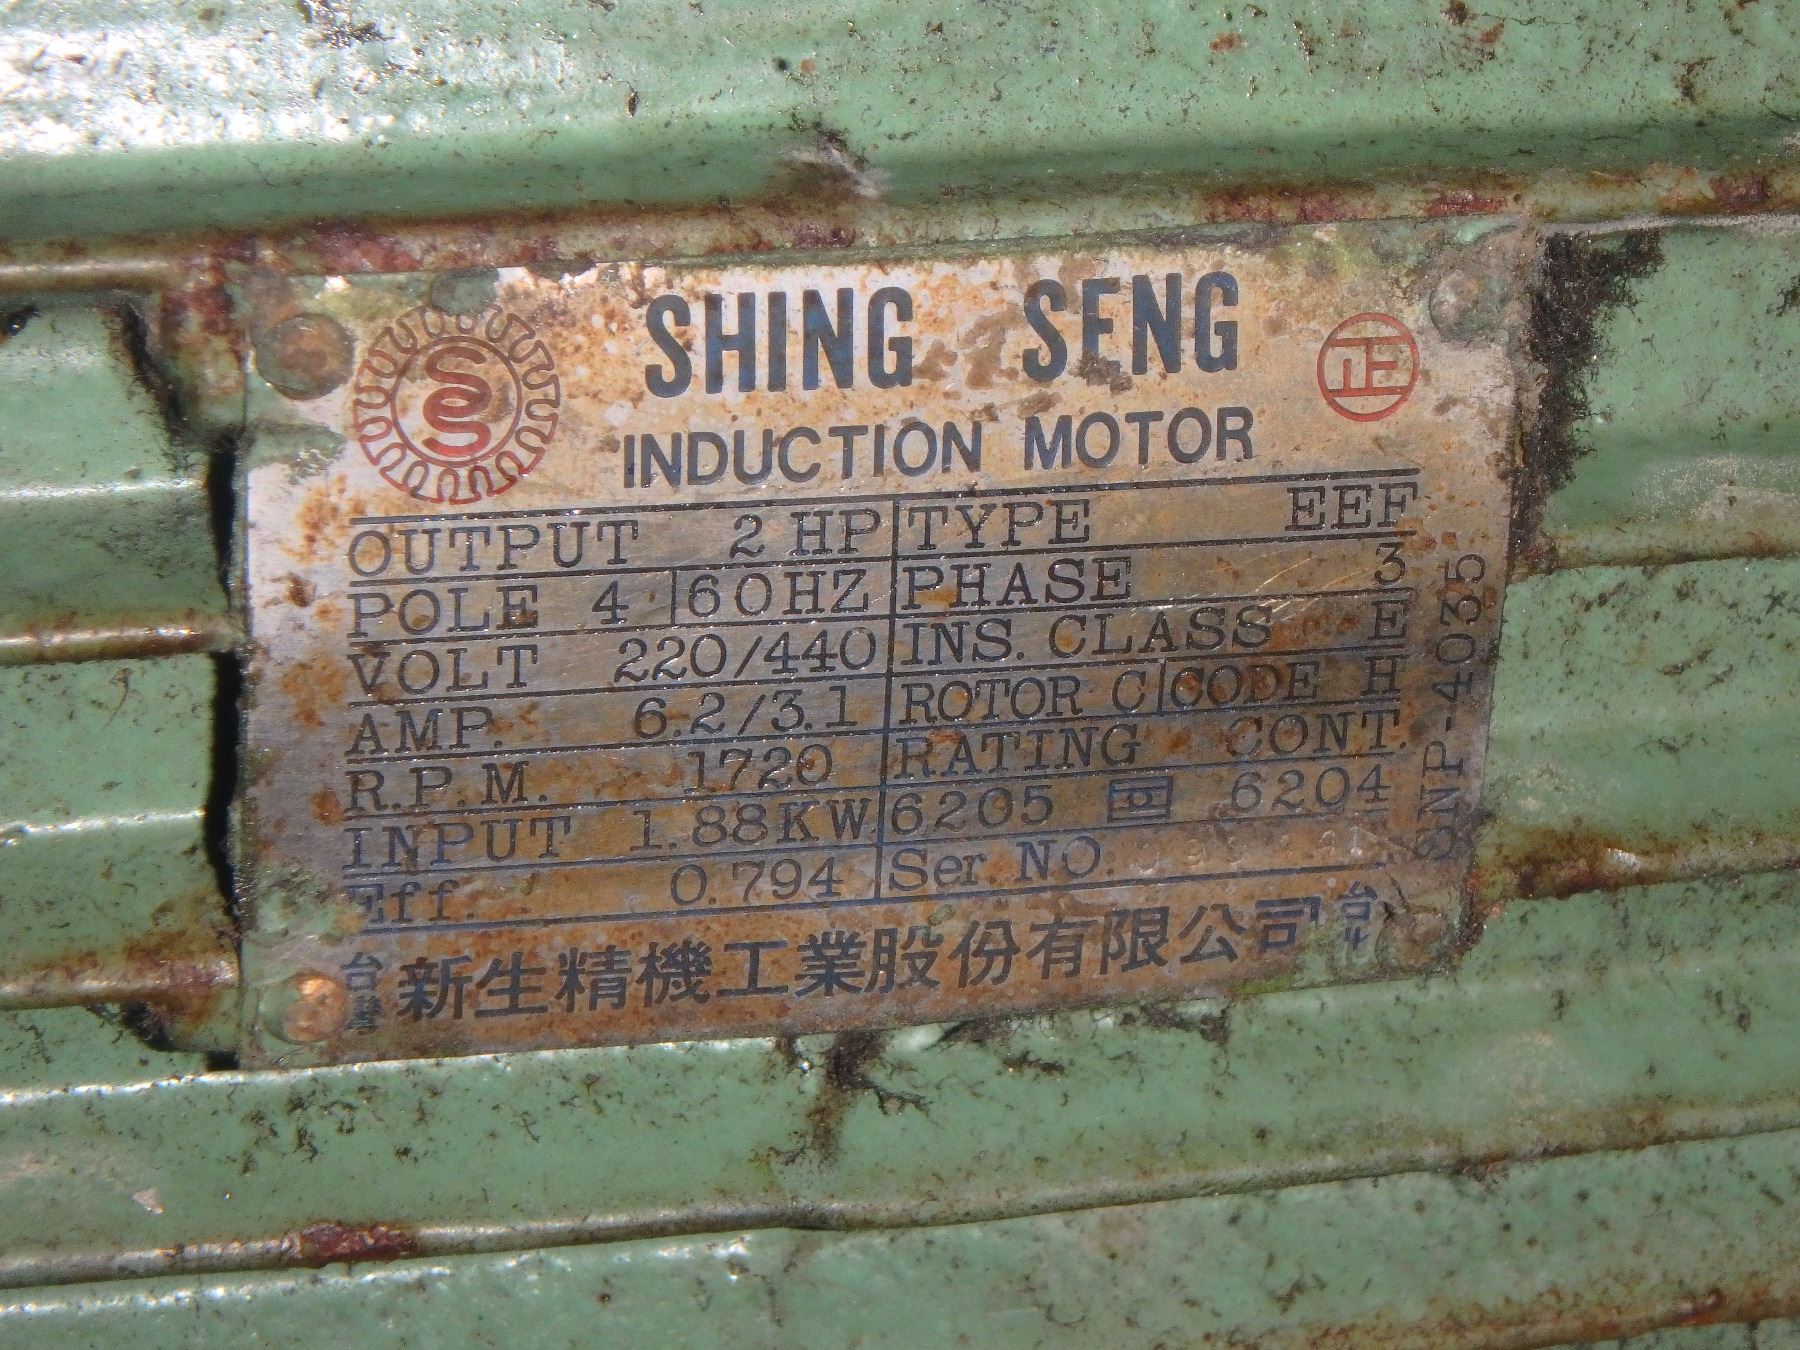 SHING SENG
正
INDUCTION MOTOR
OUTPUT 2 HP TYPE EEF
POLE 4 60HZ PHASE 3
VOLT 220/440 INS. CLASS E
AMP. 6.2/3.1 ROTOR C CODE H
R.P.M. 1720 RATING CONT.
INPUT 1.88KW 6205 6204
Eff. 0.794 Ser. NO.
SNP-4035
台灣 新生精機工業股份有限公司 台北